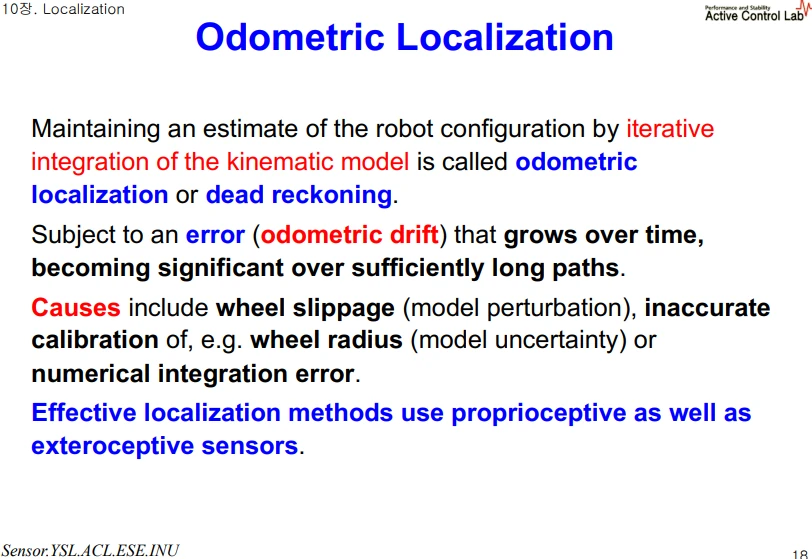 10장. Localization
Performance and Stability
Active Control Lab
Odometric Localization
Maintaining an estimate of the robot configuration by iterative
integration of the kinematic model is called odometric
localization or dead reckoning.
Subject to an error (odometric drift) that grows over time,
becoming significant over sufficiently long paths.
Causes include wheel slippage (model perturbation), inaccurate
calibration of, e.g. wheel radius (model uncertainty) or
numerical integration error.
Effective localization methods use proprioceptive as well as
exteroceptive sensors.
Sensor.YSL.ACL.ESE.INU
18